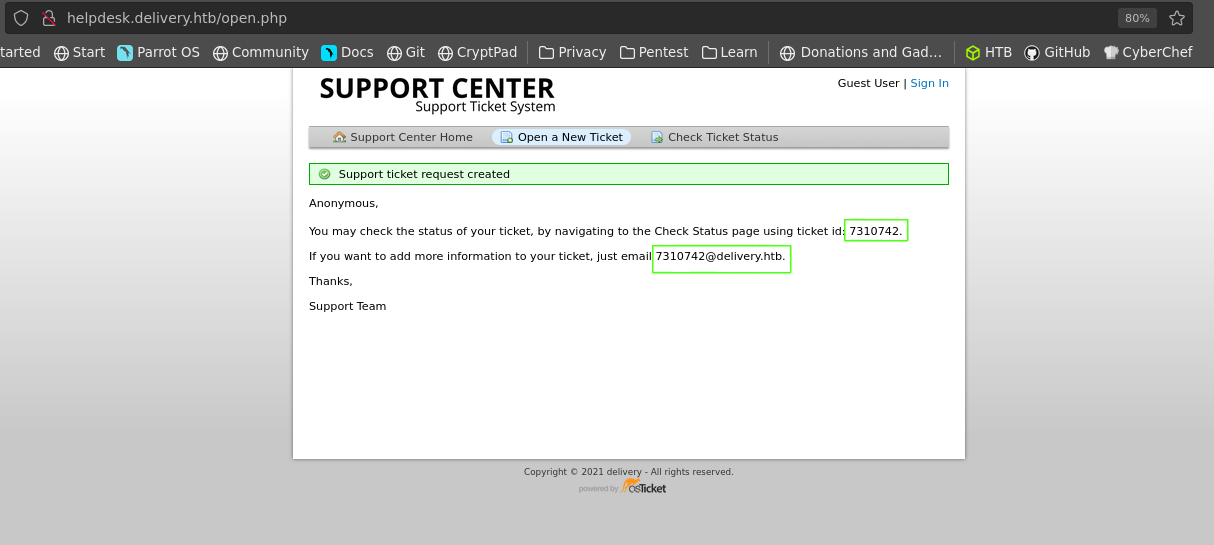 helpdesk.delivery.htb/open.php 80%
tarted Start Parrot OS Community Docs Git CryptPad Privacy Pentest Learn Donations and Gad... HTB GitHub CyberChef
SUPPORT CENTER
Support Ticket System
Guest User | Sign In
Support Center Home Open a New Ticket Check Ticket Status
Support ticket request created
Anonymous,
You may check the status of your ticket, by navigating to the Check Status page using ticket id: 7310742.
If you want to add more information to your ticket, just email 7310742@delivery.htb.
Thanks,
Support Team
Copyright © 2021 delivery - All rights reserved.
powered by osTicket